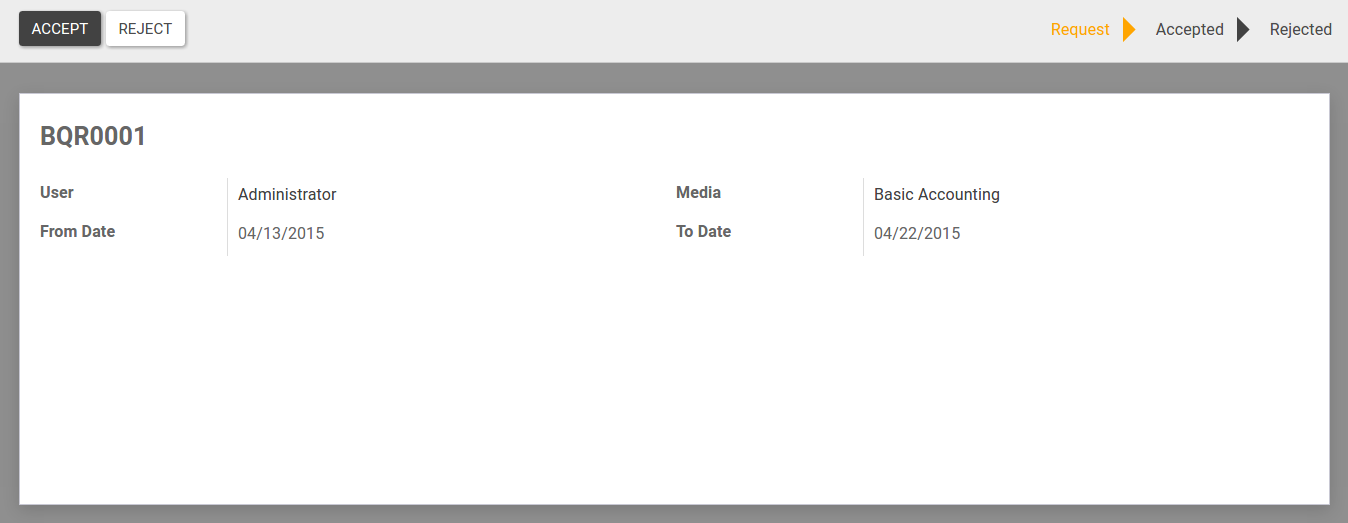 ACCEPT REJECT Request Accepted Rejected
BQR0001
User Administrator Media Basic Accounting
From Date 04/13/2015 To Date 04/22/2015